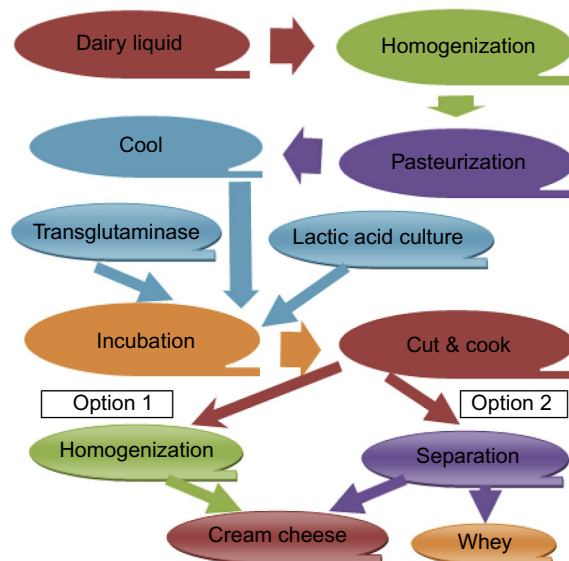 Dairy liquid
Homogenization
Cool
Pasteurization
Transglutaminase
Lactic acid culture
Incubation
Cut & cook
Option 1
Option 2
Homogenization
Separation
Cream cheese
Whey